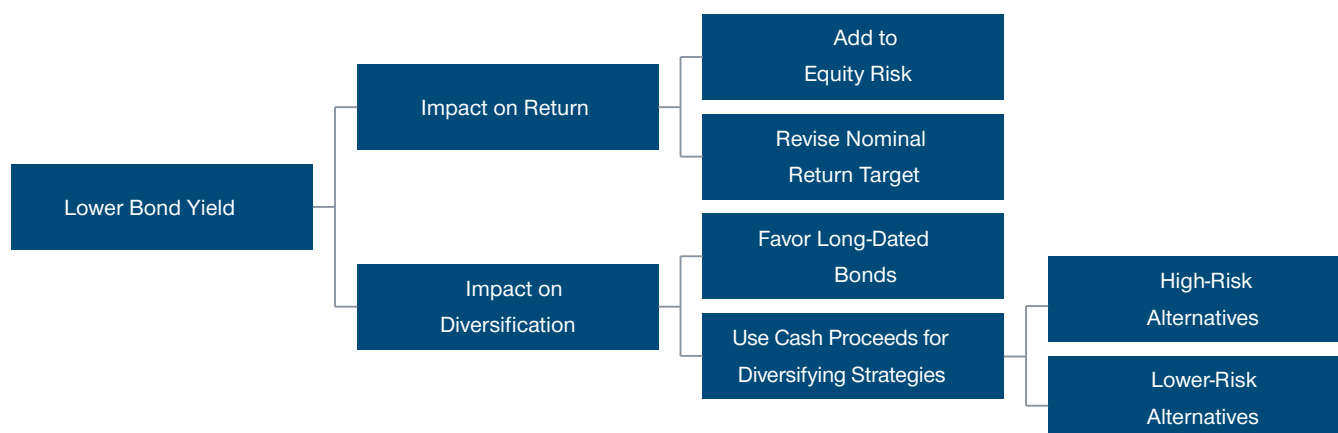 Lower Bond Yield
Impact on Return
Add to
Equity Risk
Revise Nominal
Return Target
Impact on
Diversification
Favor Long-Dated
Bonds
Use Cash Proceeds for
Diversifying Strategies
High-Risk
Alternatives
Lower-Risk
Alternatives